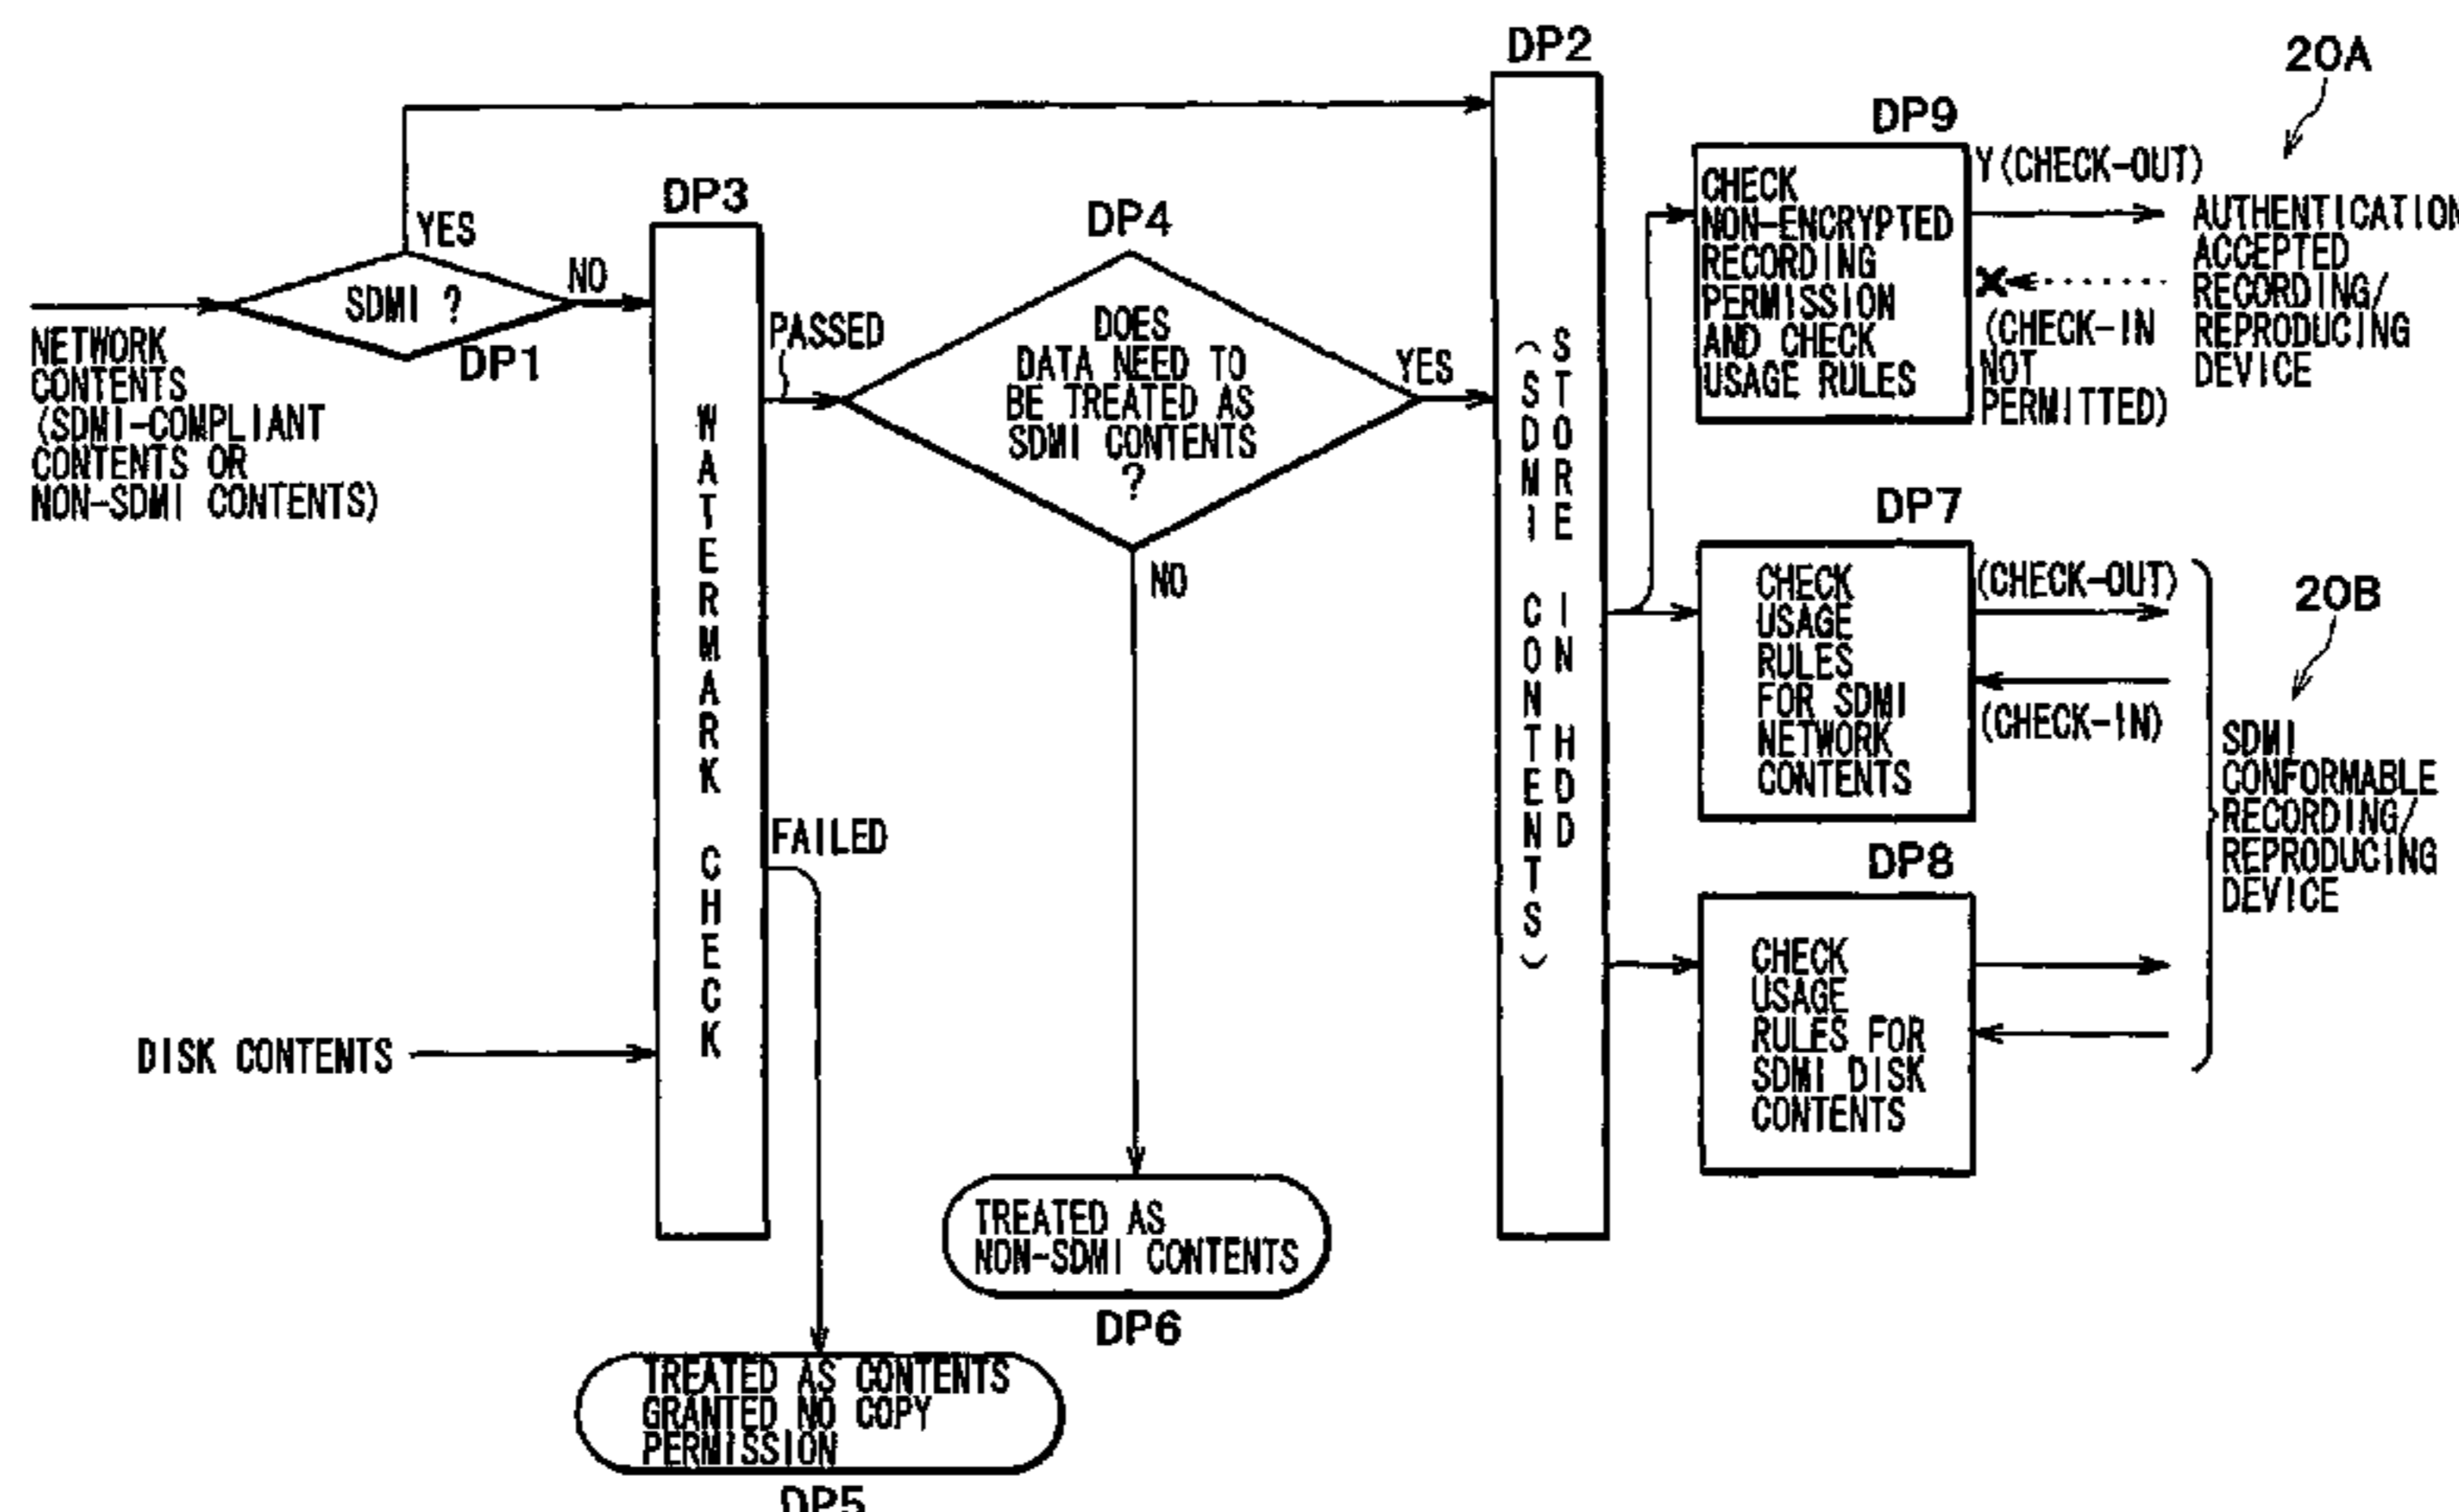 DP2
20A
DP9
Y(CHECK-OUT)
CHECK
NON-ENCRYPTED
RECORDING
PERMISSION
AND CHECK
USAGE RULES
AUTHENTICATION
ACCEPTED
RECORDING/
REPRODUCING
DEVICE
(CHECK-IN
NOT
PERMITTED)
DP3
DP4
YES
NO
SDMI ?
DP1
NETWORK
CONTENTS
(SDMI-COMPLIANT
CONTENTS OR
NON-SDMI CONTENTS)
PASSED
DOES
DATA NEED TO
BE TREATED AS
SDMI CONTENTS
?
YES
NO
WATERMARK CHECK
STORE IN HDD
(SDMI CONTENTS)
DP7
CHECK
USAGE
RULES
FOR SDMI
NETWORK
CONTENTS
(CHECK-OUT)
(CHECK-IN)
20B
SDMI
CONFORMABLE
RECORDING/
REPRODUCING
DEVICE
FAILED
DP8
CHECK
USAGE
RULES FOR
SDMI DISK
CONTENTS
DISK CONTENTS
TREATED AS
NON-SDMI CONTENTS
DP6
TREATED AS CONTENTS
GRANTED NO COPY
PERMISSION
DP5